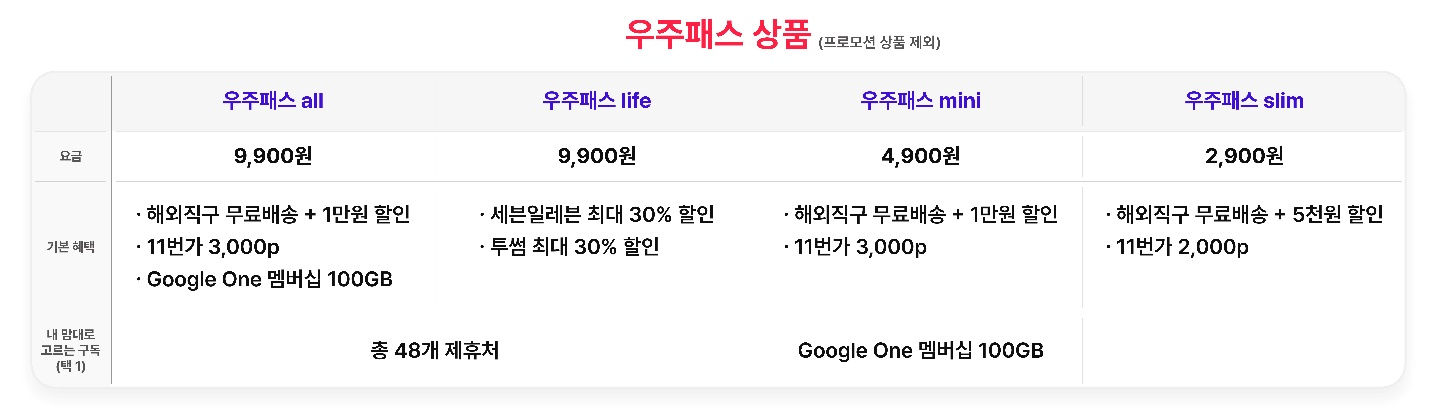 우주패스 상품 (프로모션 상품 제외)
우주패스 all 우주패스 life 우주패스 mini 우주패스 slim
요금 9,900원 9,900원 4,900원 2,900원
기본 혜택
· 해외직구 무료배송 + 1만원 할인
· 11번가 3,000p
· Google One 멤버십 100GB
· 세븐일레븐 최대 30% 할인
· 투썸 최대 30% 할인
· 해외직구 무료배송 + 1만원 할인
· 11번가 3,000p
· 해외직구 무료배송 + 5천원 할인
· 11번가 2,000p
내 맘대로
고르는 구독
(택 1)
총 48개 제휴처
Google One 멤버십 100GB